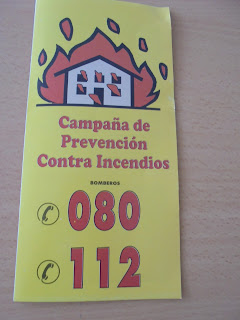 Campaña de
Prevención
Contra Incendios
BOMBEROS
080
112